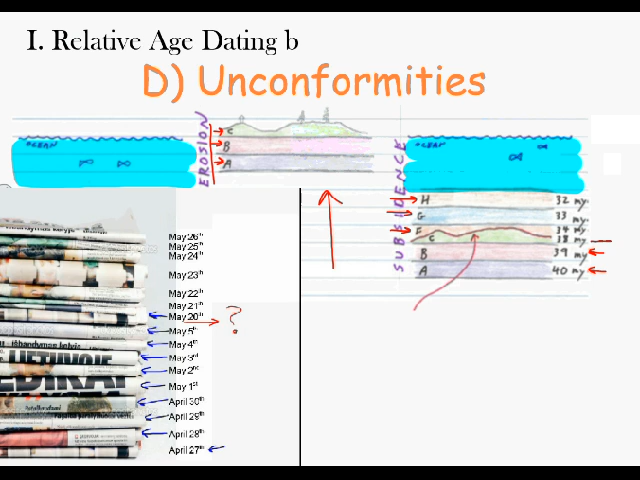 I. Relative Age Dating b
D) Unconformities
OCEAN
EROSION
C
B
A
SUBSIDENCE
OCEAN
H 32 my.
G 33 my.
F 34 my.
C 38 my.
B 39 my
A 40 my
May 26th
May 25th
May 24th
May 23th
May 22th
May 21th
May 20th
?
May 5th
May 4th
May 3rd
May 2nd
May 1st
April 30th
April 29th
April 28th
April 27th
LIETUVOJE